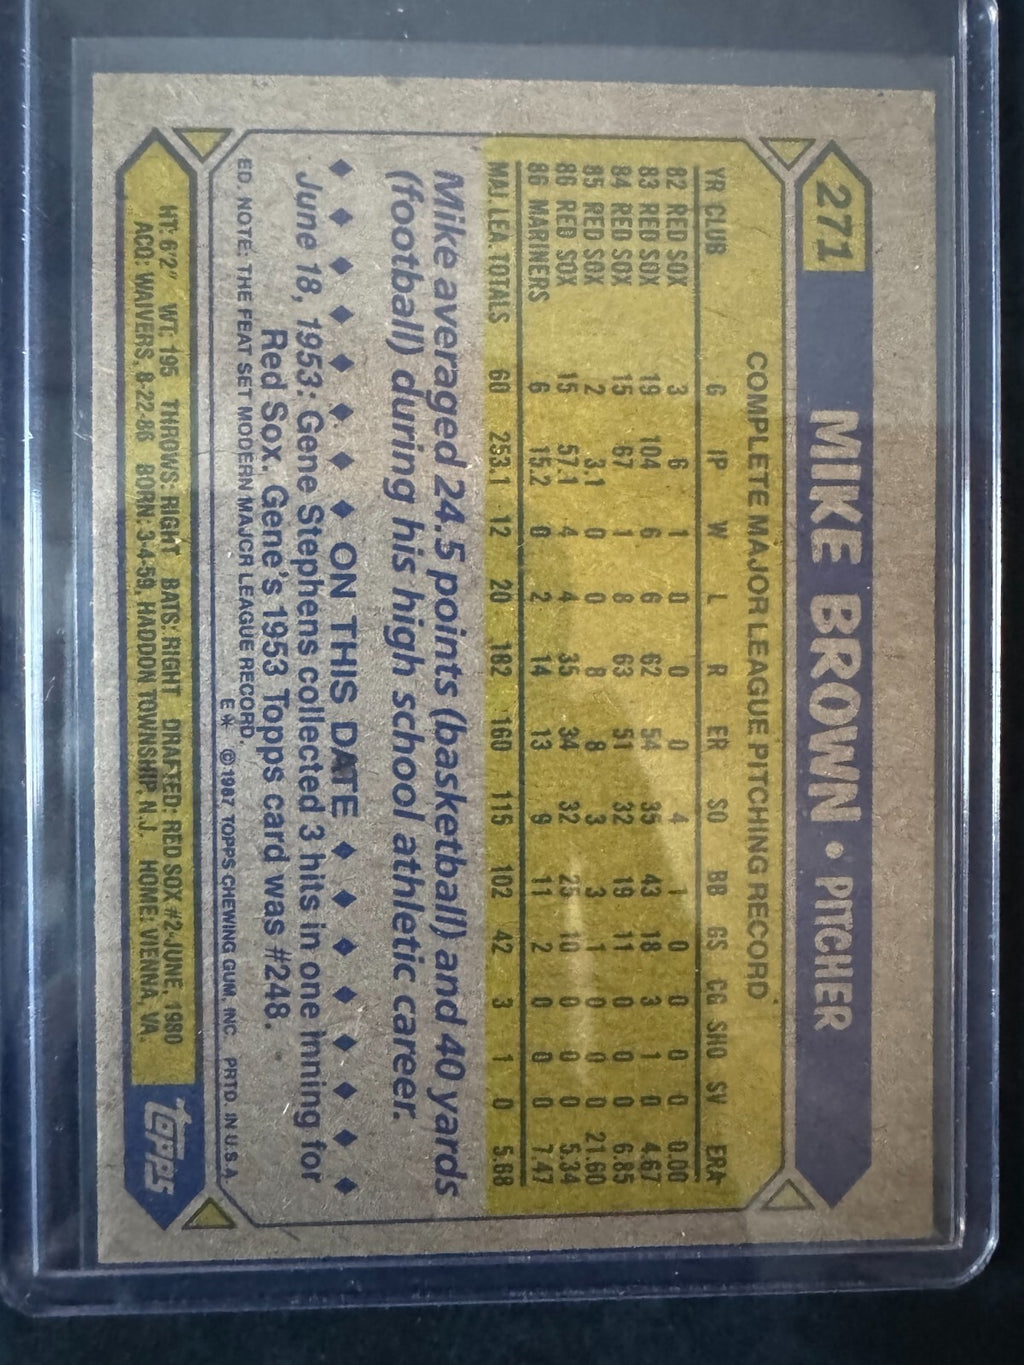 271 MIKE BROWN • PITCHER
COMPLETE MAJOR LEAGUE PITCHING RECORD
YR CLUB G IP W L R ER SO BB GS CG SHO SV ERA
82 RED SOX 3 6 1 0 0 0 4 1 0 0 0 0 0.00
83 RED SOX 19 104 6 6 62 54 35 43 18 3 1 0 4.67
84 RED SOX 15 67 1 8 63 51 32 19 11 0 0 0 6.85
85 RED SOX 2 3.1 0 0 8 8 3 3 1 0 0 0 21.60
86 RED SOX 15 57.1 4 4 35 34 32 25 10 0 0 0 5.34
86 MARINERS 6 15.2 0 2 14 13 9 11 2 0 0 0 7.47
MAJ. LEA. TOTALS 60 253.1 12 20 182 160 115 102 42 3 1 0 5.68
Mike averaged 24.5 points (basketball) and 40 yards
(football) during his high school athletic career.
ON THIS DATE
June 18, 1953: Gene Stephens collected 3 hits in one inning for
Red Sox. Gene's 1953 Topps card was #248.
ED. NOTE: THE FEAT SET MODERN MAJOR LEAGUE RECORD.
E* © 1987, TOPPS CHEWING GUM, INC. PRTD. IN U.S.A.
HT: 6'2" WT: 195 THROWS: RIGHT BATS: RIGHT DRAFTED: RED SOX #2-JUNE, 1980
ACQ: WAIVERS, 8-22-86 BORN: 3-4-59, HADDON TOWNSHIP, N.J. HOME: VIENNA, VA.
topps